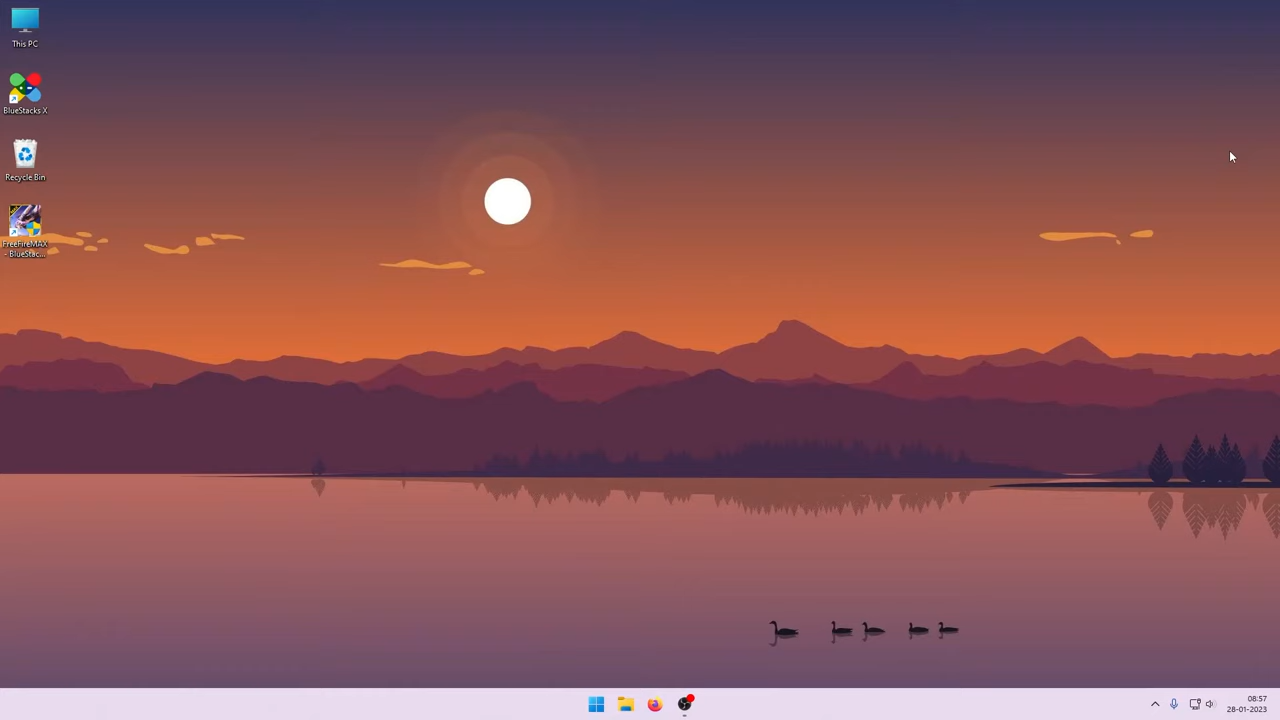 This PC
BlueStacks X
Recycle Bin
FreeFireMAX
- BlueStac...
08:57
28-01-2023